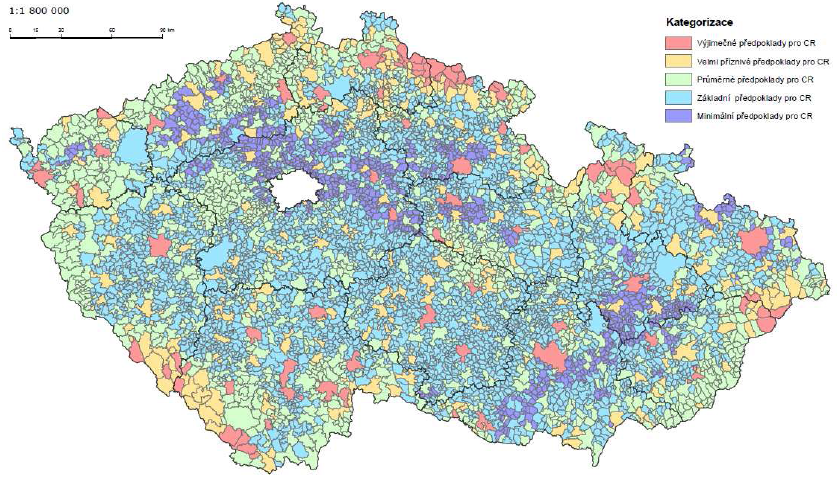 1:1 800 000
0 15 30 60 90 km
Kategorizace
Výjimečné předpoklady pro CR
Velmi příznivé předpoklady pro CR
Průměrné předpoklady pro CR
Základní předpoklady pro CR
Minimální předpoklady pro CR